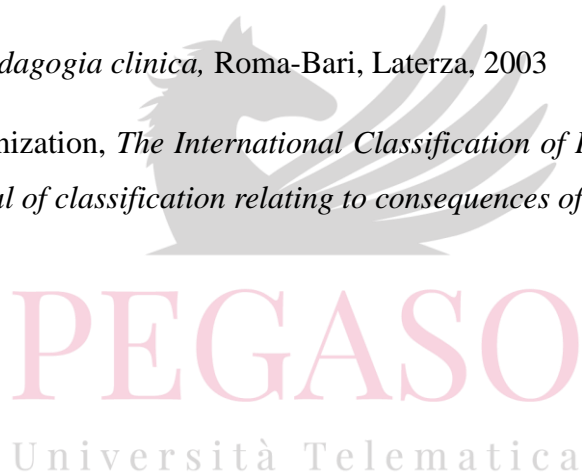 dagogia clinica, Roma-Bari, Laterza, 2003
nization, The International Classification of
al of classification relating to consequences of
PEGASO
Università Telematica